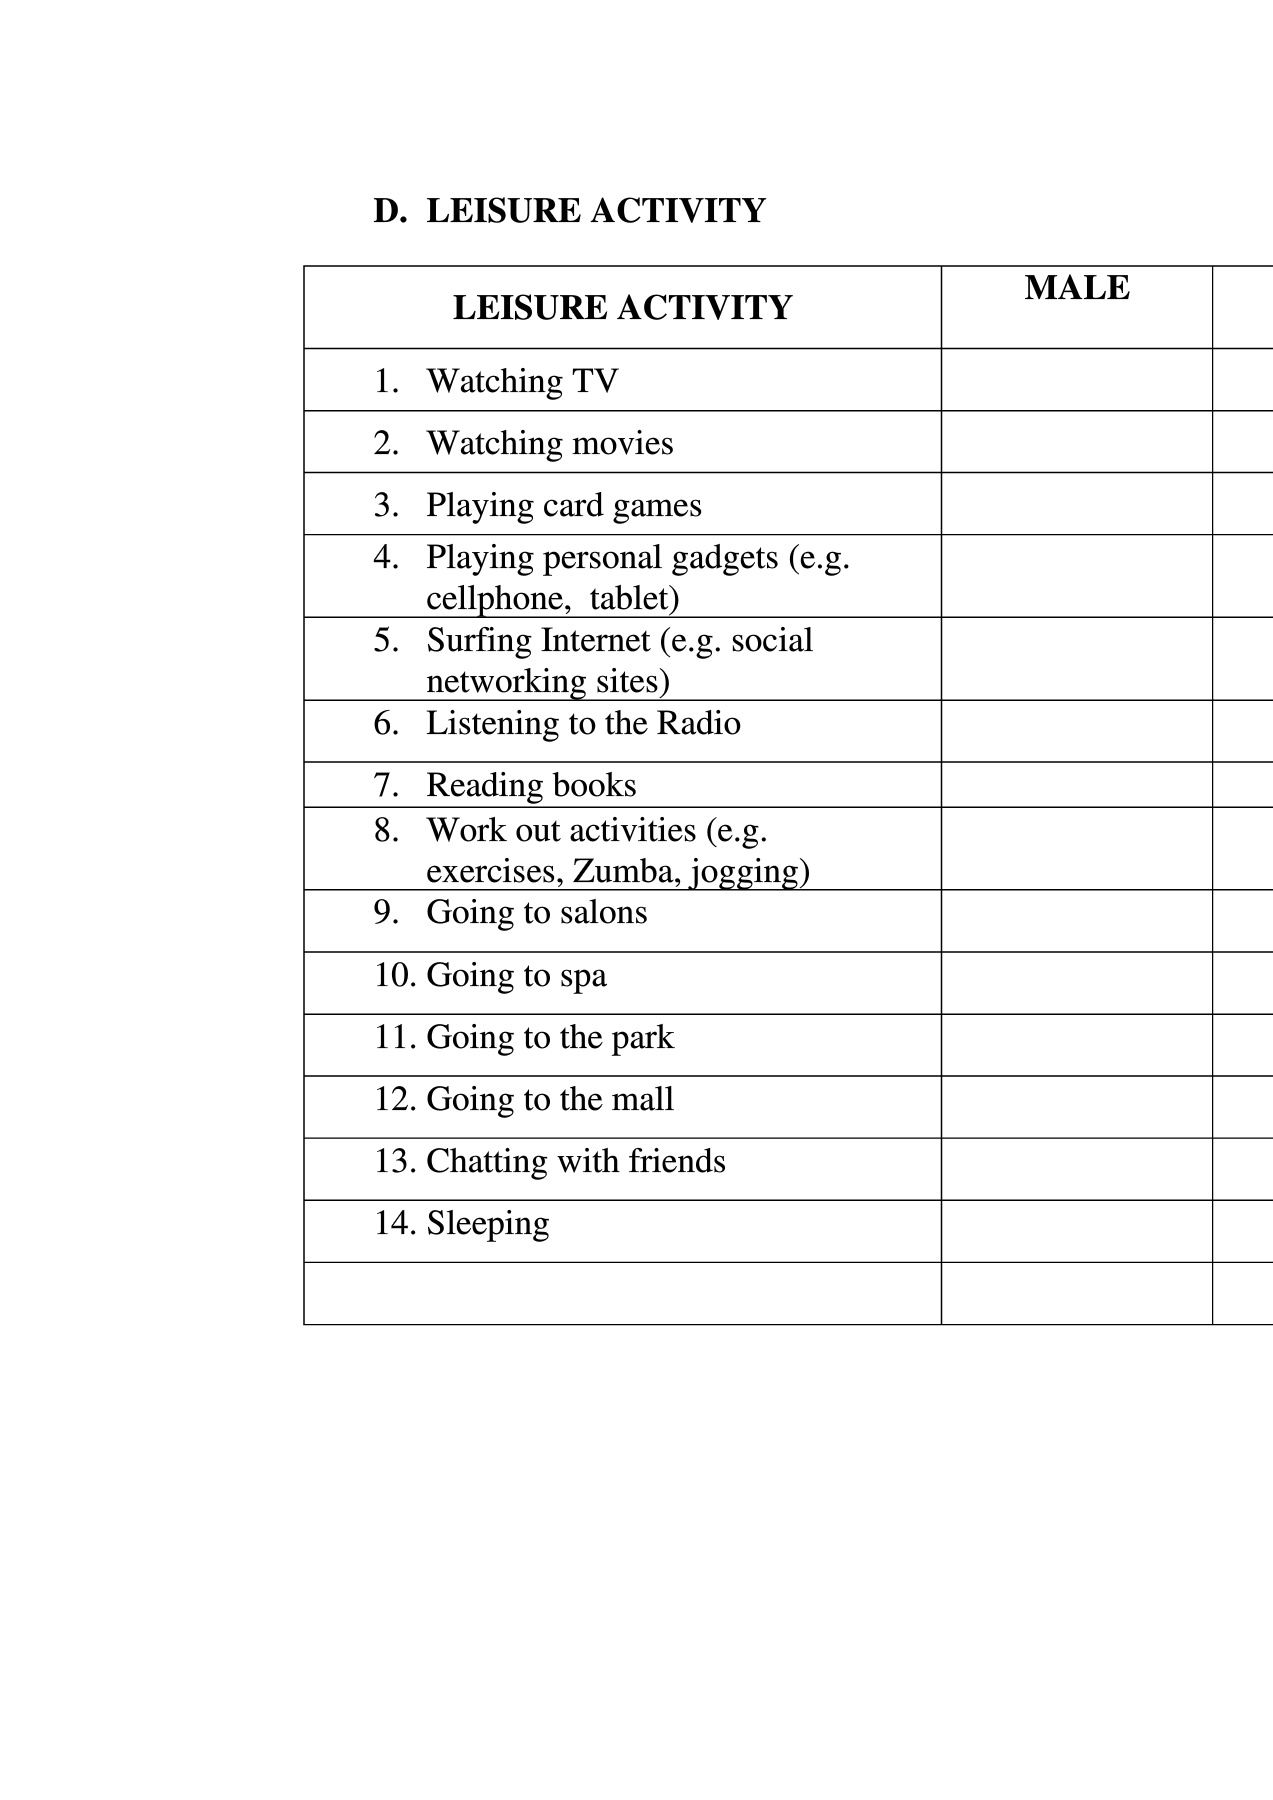 D. LEISURE ACTIVITY
LEISURE ACTIVITY
MALE
1. Watching TV
2. Watching movies
3. Playing card games
4. Playing personal gadgets (e.g.
cellphone,  tablet)
5. Surfing Internet (e.g. social
networking sites)
6. Listening to the Radio
7. Reading books
8. Work out activities (e.g.
exercises, Zumba, jogging)
9. Going to salons
10. Going to spa
11. Going to the park
12. Going to the mall
13. Chatting with friends
14. Sleeping